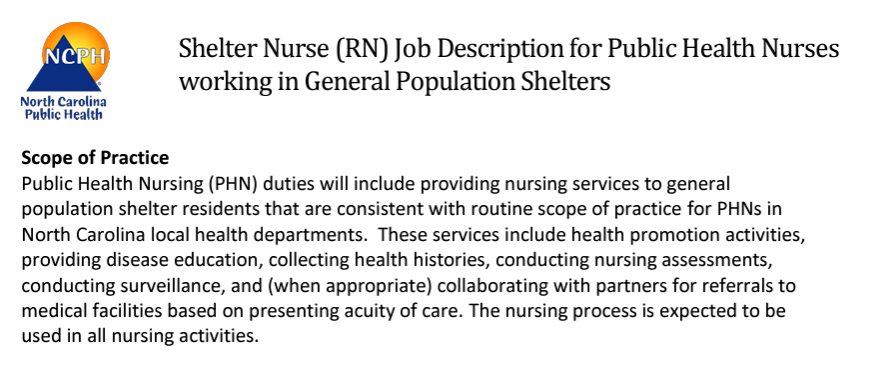 NCPH
North Carolina
Public Health
Shelter Nurse (RN) Job Description for Public Health Nurses
working in General Population Shelters
Scope of Practice
Public Health Nursing (PHN) duties will include providing nursing services to general
population shelter residents that are consistent with routine scope of practice for PHNs in
North Carolina local health departments.  These services include health promotion activities,
providing disease education, collecting health histories, conducting nursing assessments,
conducting surveillance, and (when appropriate) collaborating with partners for referrals to
medical facilities based on presenting acuity of care. The nursing process is expected to be
used in all nursing activities.